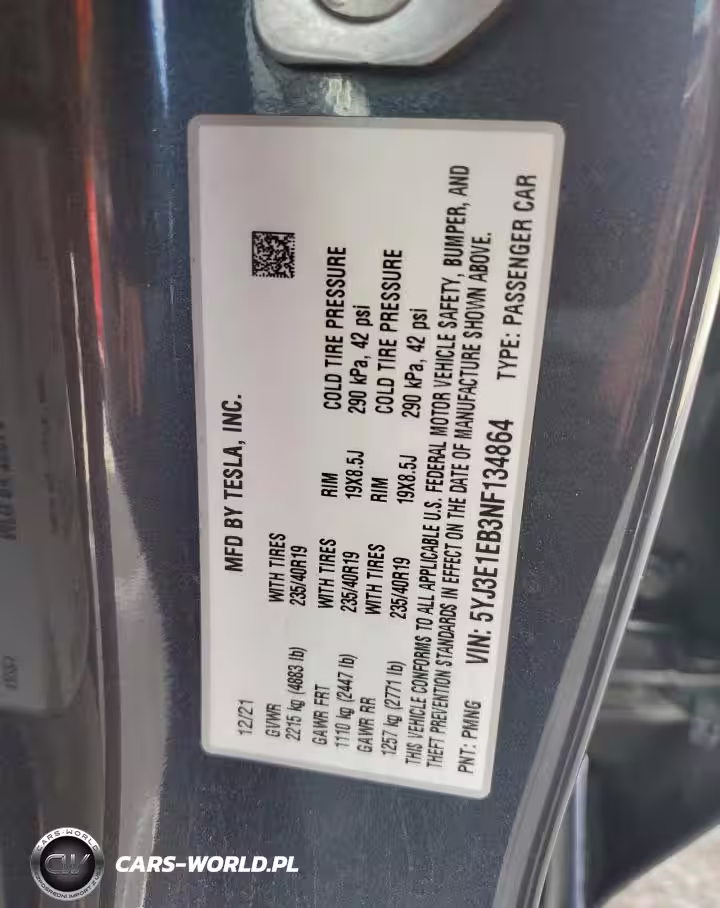 MFD BY TESLA, INC.
12/21
GVWR WITH TIRES
2215 kg (4883 lb) 235/40R19
GAWR FRT WITH TIRES RIM COLD TIRE PRESSURE
1110 kg (2447 lb) 235/40R19 19X8.5J 290 kPa, 42 psi
GAWR RR WITH TIRES RIM COLD TIRE PRESSURE
1257 kg (2771 lb) 235/40R19 19X8.5J 290 kPa, 42 psi
THIS VEHICLE CONFORMS TO ALL APPLICABLE U.S. FEDERAL MOTOR VEHICLE SAFETY, BUMPER, AND
THEFT PREVENTION STANDARDS IN EFFECT ON THE DATE OF MANUFACTURE SHOWN ABOVE.
PNT: PMNG VIN: 5YJ3E1EB3NF134864 TYPE: PASSENGER CAR
CARS-WORLD
CW
CARS-WORLD.PL